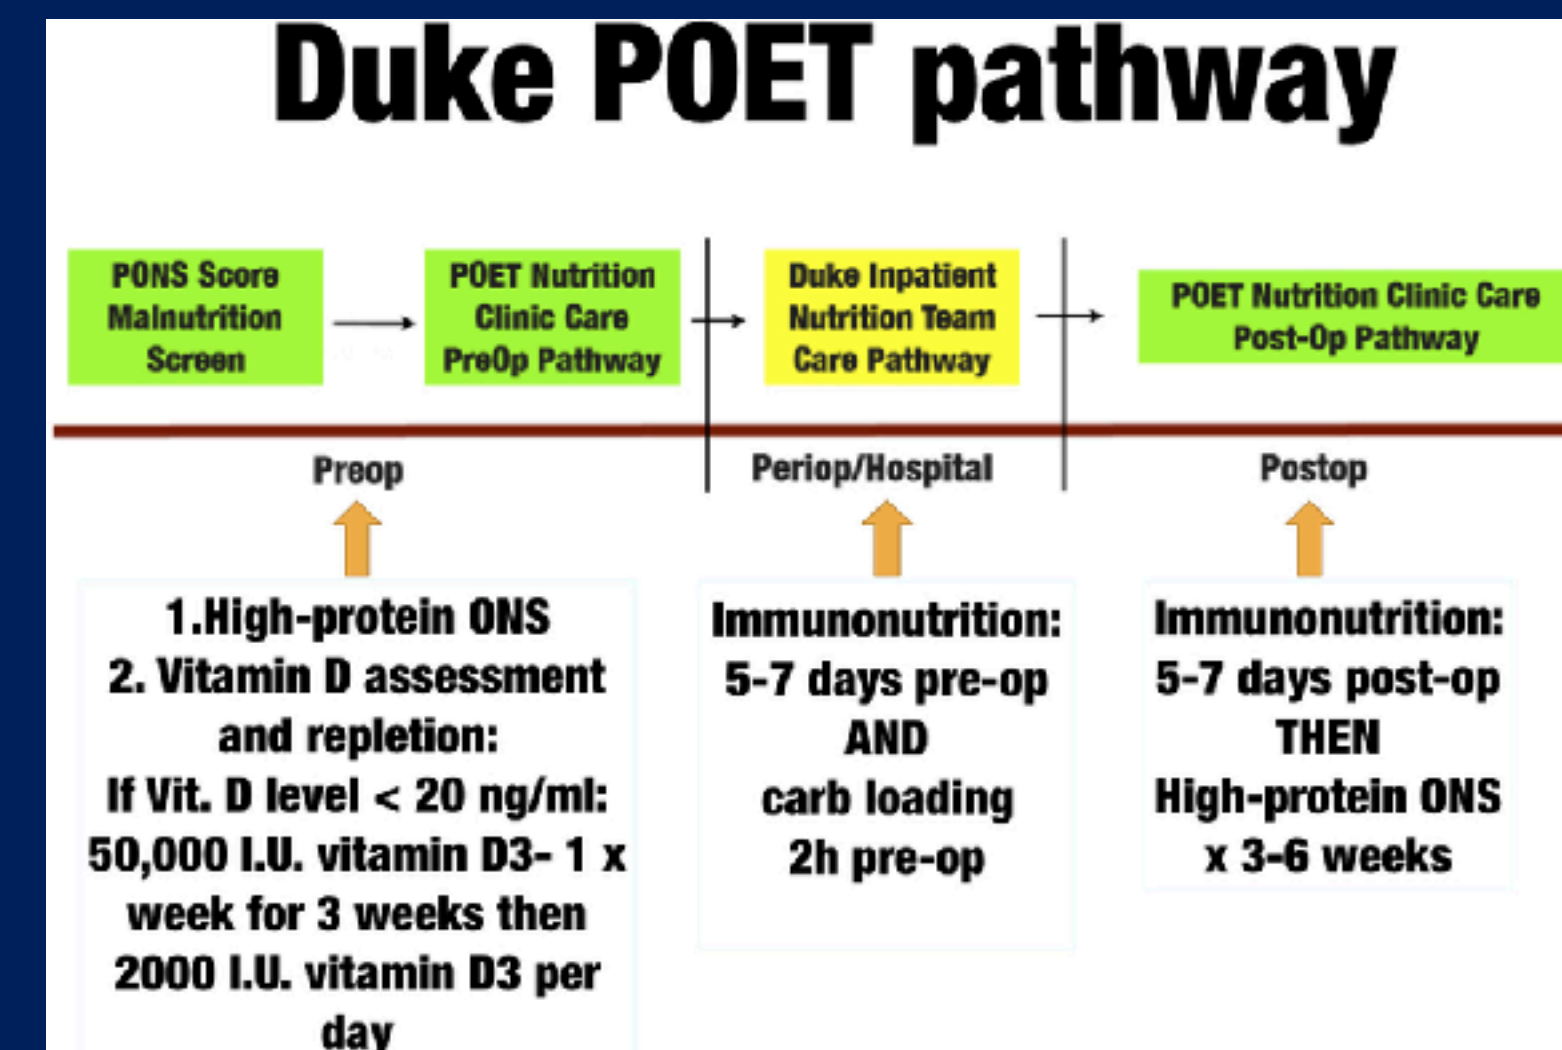 Duke POET pathway
PONS Score
Malnutrition
Screen
POET Nutrition
Clinic Care
PreOp Pathway
Duke Inpatient
Nutrition Team
Care Pathway
POET Nutrition Clinic Care
Post-Op Pathway
Preop
Periop/Hospital
Postop
1.High-protein ONS
2. Vitamin D assessment
and repletion:
If Vit. D level < 20 ng/ml:
50,000 I.U. vitamin D3- 1 x
week for 3 weeks then
2000 I.U. vitamin D3 per
day
Immunonutrition:
5-7 days pre-op
AND
carb loading
2h pre-op
Immunonutrition:
5-7 days post-op
THEN
High-protein ONS
x 3-6 weeks